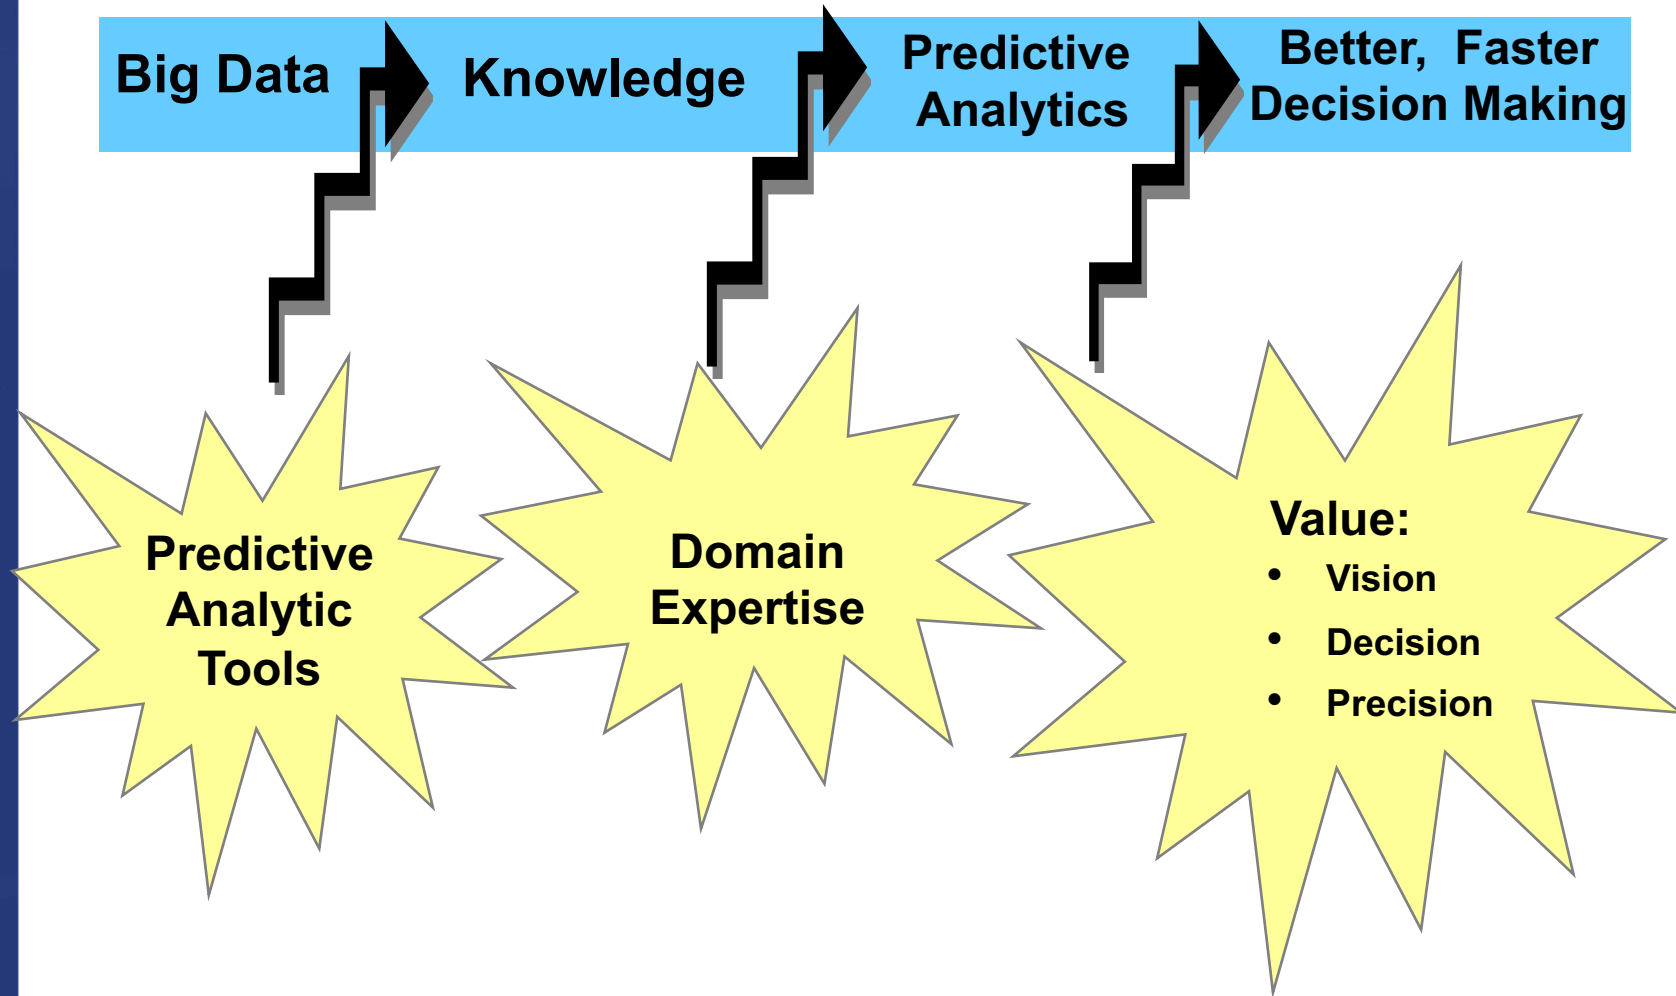 Big Data
Knowledge
Predictive
Analytics
Better, Faster
Decision Making
Predictive
Analytic
Tools
Domain
Expertise
Value:
• Vision
• Decision
• Precision